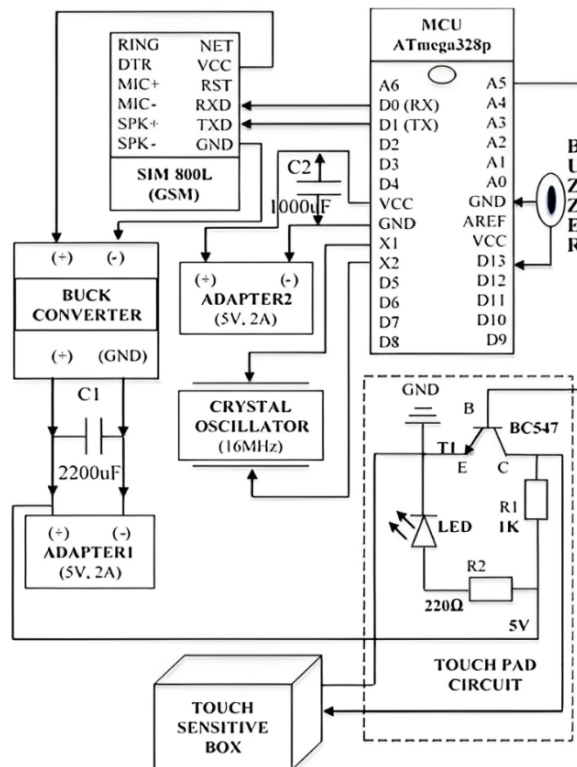 MCU
ATmega328p
RING NET
DTR VCC
MIC+ RST
MIC- RXD
SPK+ TXD
SPK- GND
SIM 800L
(GSM)
A6 A5
D0 (RX) A4
D1 (TX) A3
D2 A2
D3 A1
D4 A0
VCC GND
GND AREF
X1 VCC
X2 D13
D5 D12
D6 D11
D7 D10
D8 D9
BUZZER
C2
1000uF
(+) (-)
BUCK
CONVERTER
(+) (GND)
(+) (-)
ADAPTER2
(5V, 2A)
C1
2200uF
CRYSTAL
OSCILLATOR
(16MHz)
(+) (-)
ADAPTER1
(5V, 2A)
GND
B
BC547
T1
E C
R1
1K
LED
R2
220Ω
5V
TOUCH PAD
CIRCUIT
TOUCH
SENSITIVE
BOX